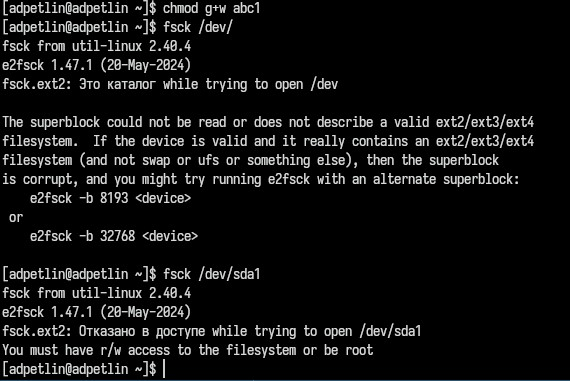 [adpetlin@adpetlin ~]$ chmod g+w abc1
[adpetlin@adpetlin ~]$ fsck /dev/
fsck from util-linux 2.40.4
e2fsck 1.47.1 (20-May-2024)
fsck.ext2: Это каталог while trying to open /dev

The superblock could not be read or does not describe a valid ext2/ext3/ext4
filesystem.  If the device is valid and it really contains an ext2/ext3/ext4
filesystem (and not swap or ufs or something else), then the superblock
is corrupt, and you might try running e2fsck with an alternate superblock:
    e2fsck -b 8193 <device>
 or
    e2fsck -b 32768 <device>

[adpetlin@adpetlin ~]$ fsck /dev/sda1
fsck from util-linux 2.40.4
e2fsck 1.47.1 (20-May-2024)
fsck.ext2: Отказано в доступе while trying to open /dev/sda1
You must have r/w access to the filesystem or be root
[adpetlin@adpetlin ~]$